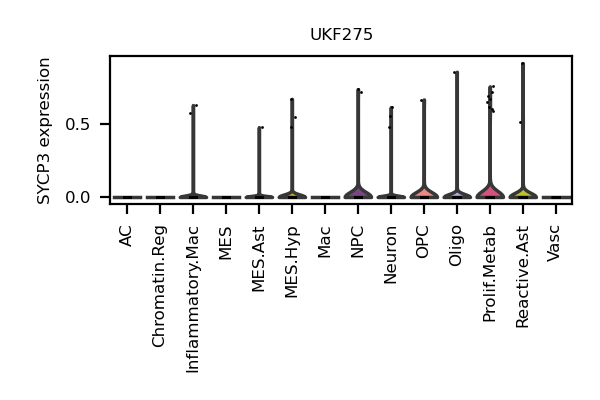 UKF275
SYCP3 expression
0.5
0.0
AC
Chromatin.Reg
Inflammatory.Mac
MES
MES.Ast
MES.Hyp
Mac
NPC
Neuron
OPC
Oligo
Prolif.Metab
Reactive.Ast
Vasc